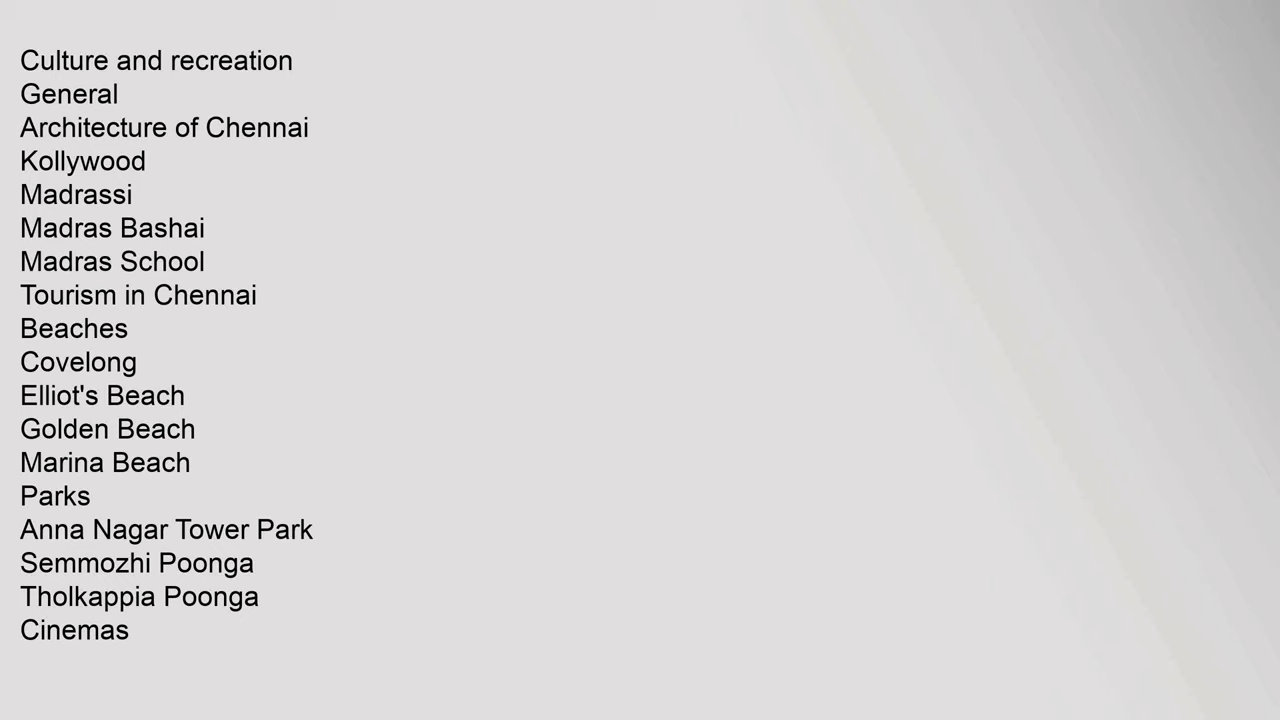 Culture and recreation
General
Architecture of Chennai
Kollywood
Madrassi
Madras Bashai
Madras School
Tourism in Chennai
Beaches
Covelong
Elliot's Beach
Golden Beach
Marina Beach
Parks
Anna Nagar Tower Park
Semmozhi Poonga
Tholkappia Poonga
Cinemas